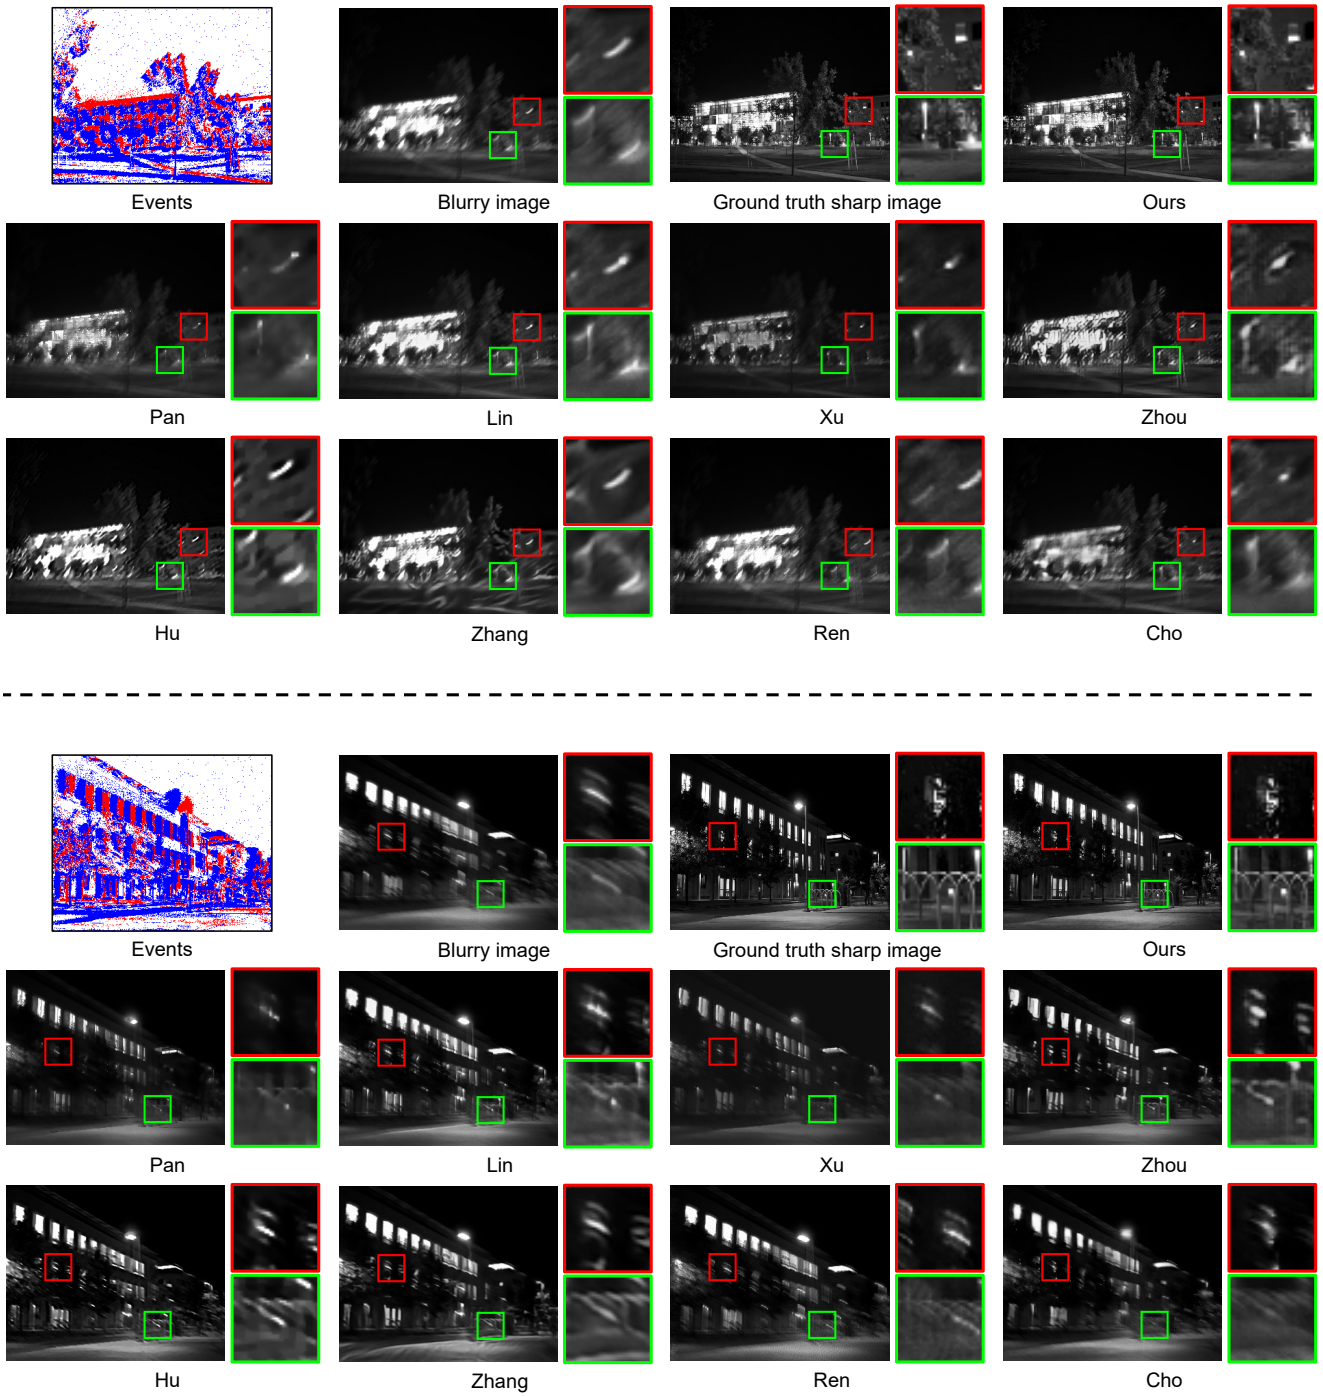 Events
Blurry image
Ground truth sharp image
Ours
Pan
Lin
Xu
Zhou
Hu
Zhang
Ren
Cho
Events
Blurry image
Ground truth sharp image
Ours
Pan
Lin
Xu
Zhou
Hu
Zhang
Ren
Cho